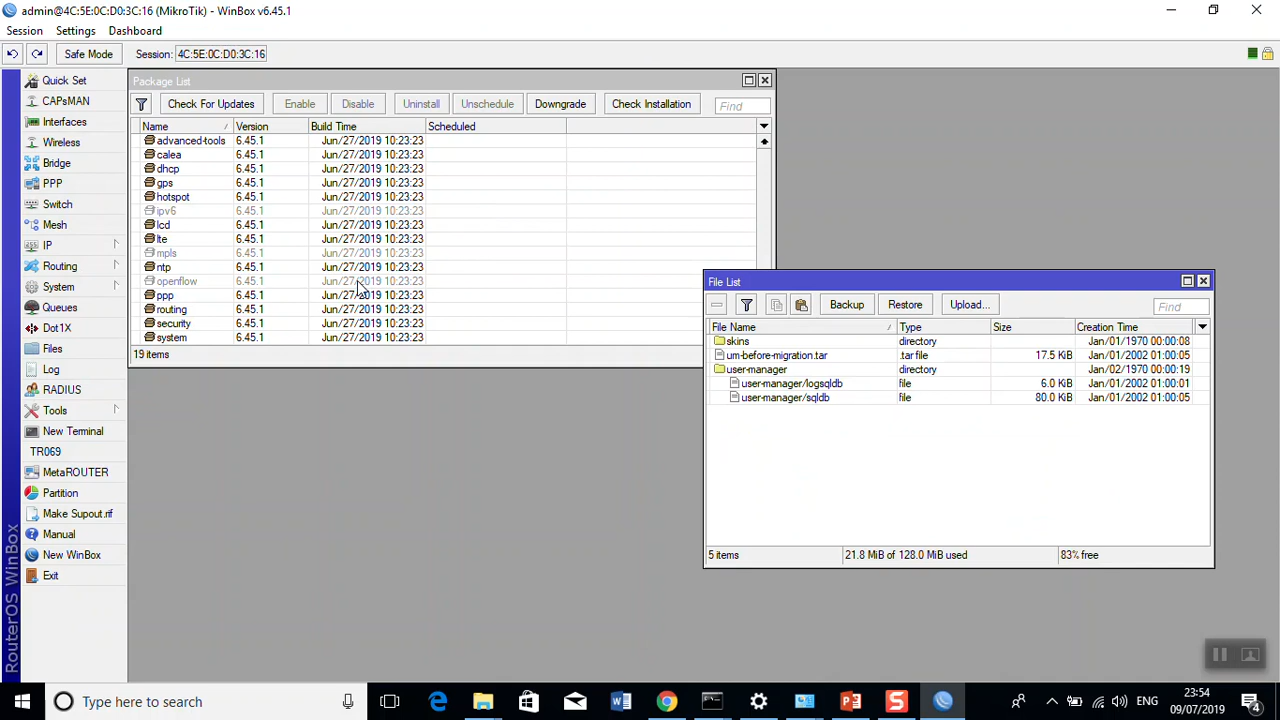 admin@4C:5E:0C:D0:3C:16 (MikroTik) - WinBox v6.45.1
Session Settings Dashboard
Safe Mode Session: 4C:5E:0C:D0:3C:16
Quick Set
CAPsMAN
Interfaces
Wireless
Bridge
PPP
Switch
Mesh
IP
Routing
System
Queues
Dot1X
Files
Log
RADIUS
Tools
New Terminal
TR069
MetaROUTER
Partition
Make Supout.rif
Manual
New WinBox
Exit
RouterOS WinBox
Package List
Check For Updates Enable Disable Uninstall Unschedule Downgrade Check Installation Find
Name Version Build Time Scheduled
advanced-tools 6.45.1 Jun/27/2019 10:23:23
calea 6.45.1 Jun/27/2019 10:23:23
dhcp 6.45.1 Jun/27/2019 10:23:23
gps 6.45.1 Jun/27/2019 10:23:23
hotspot 6.45.1 Jun/27/2019 10:23:23
ipv6 6.45.1 Jun/27/2019 10:23:23
lcd 6.45.1 Jun/27/2019 10:23:23
lte 6.45.1 Jun/27/2019 10:23:23
mpls 6.45.1 Jun/27/2019 10:23:23
ntp 6.45.1 Jun/27/2019 10:23:23
openflow 6.45.1 Jun/27/2019 10:23:23
ppp 6.45.1 Jun/27/2019 10:23:23
routing 6.45.1 Jun/27/2019 10:23:23
security 6.45.1 Jun/27/2019 10:23:23
system 6.45.1 Jun/27/2019 10:23:23
19 items
File List
Backup Restore Upload... Find
File Name Type Size Creation Time
skins directory Jan/01/1970 00:00:08
um-before-migration.tar .tar file 17.5 KiB Jan/01/2002 01:00:05
user-manager directory Jan/02/1970 00:00:19
user-manager/logsqldb file 6.0 KiB Jan/01/2002 01:00:01
user-manager/sqldb file 80.0 KiB Jan/01/2002 01:00:05
5 items 21.8 MiB of 128.0 MiB used 83% free
Type here to search
ENG
23:54
09/07/2019
4